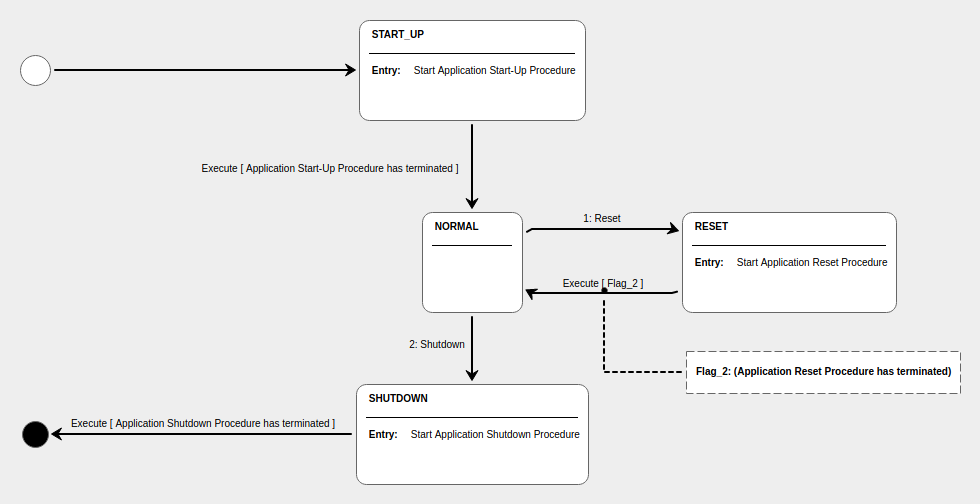 START_UP
Entry: Start Application Start-Up Procedure
Execute [ Application Start-Up Procedure has terminated ]
NORMAL
1: Reset
RESET
Entry: Start Application Reset Procedure
Execute [ Flag_2 ]
2: Shutdown
Flag_2: (Application Reset Procedure has terminated)
SHUTDOWN
Execute [ Application Shutdown Procedure has terminated ]
Entry: Start Application Shutdown Procedure